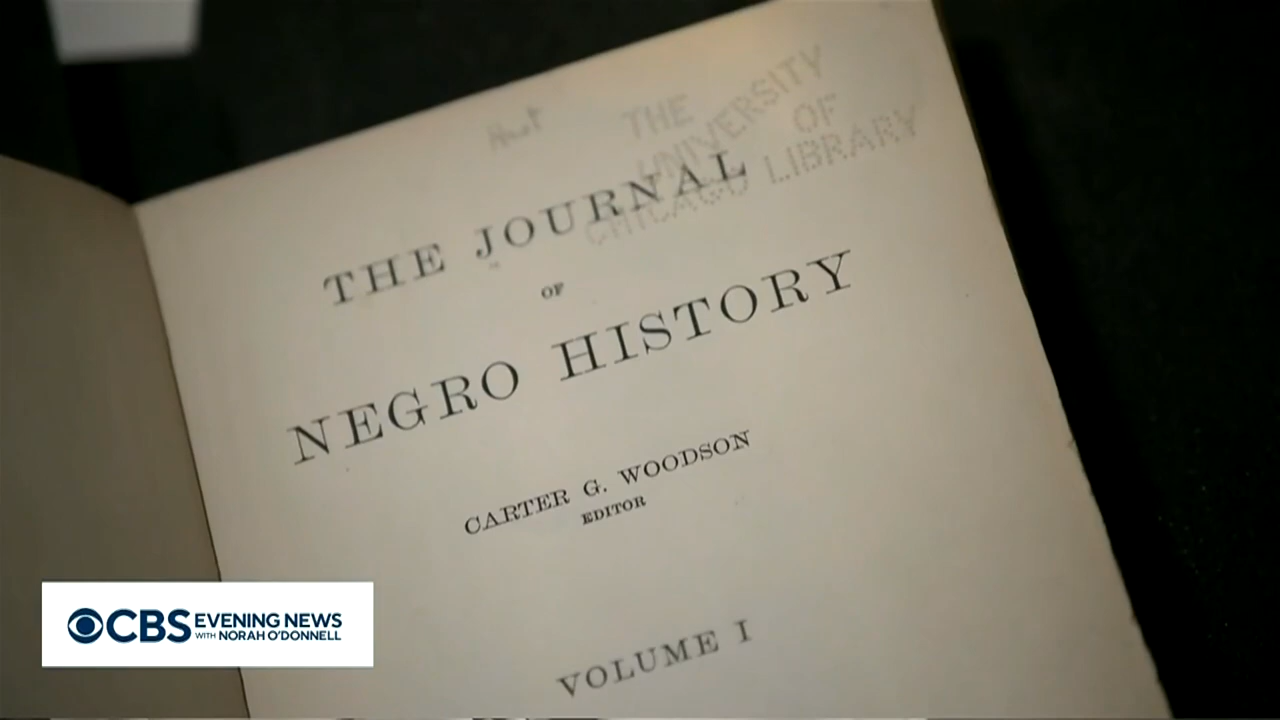 THE
UNIVERSITY
OF
CHICAGO LIBRARY
THE JOURNAL
OF
NEGRO HISTORY
CARTER G. WOODSON
EDITOR
VOLUME I
CBS EVENING NEWS
WITH NORAH O'DONNELL